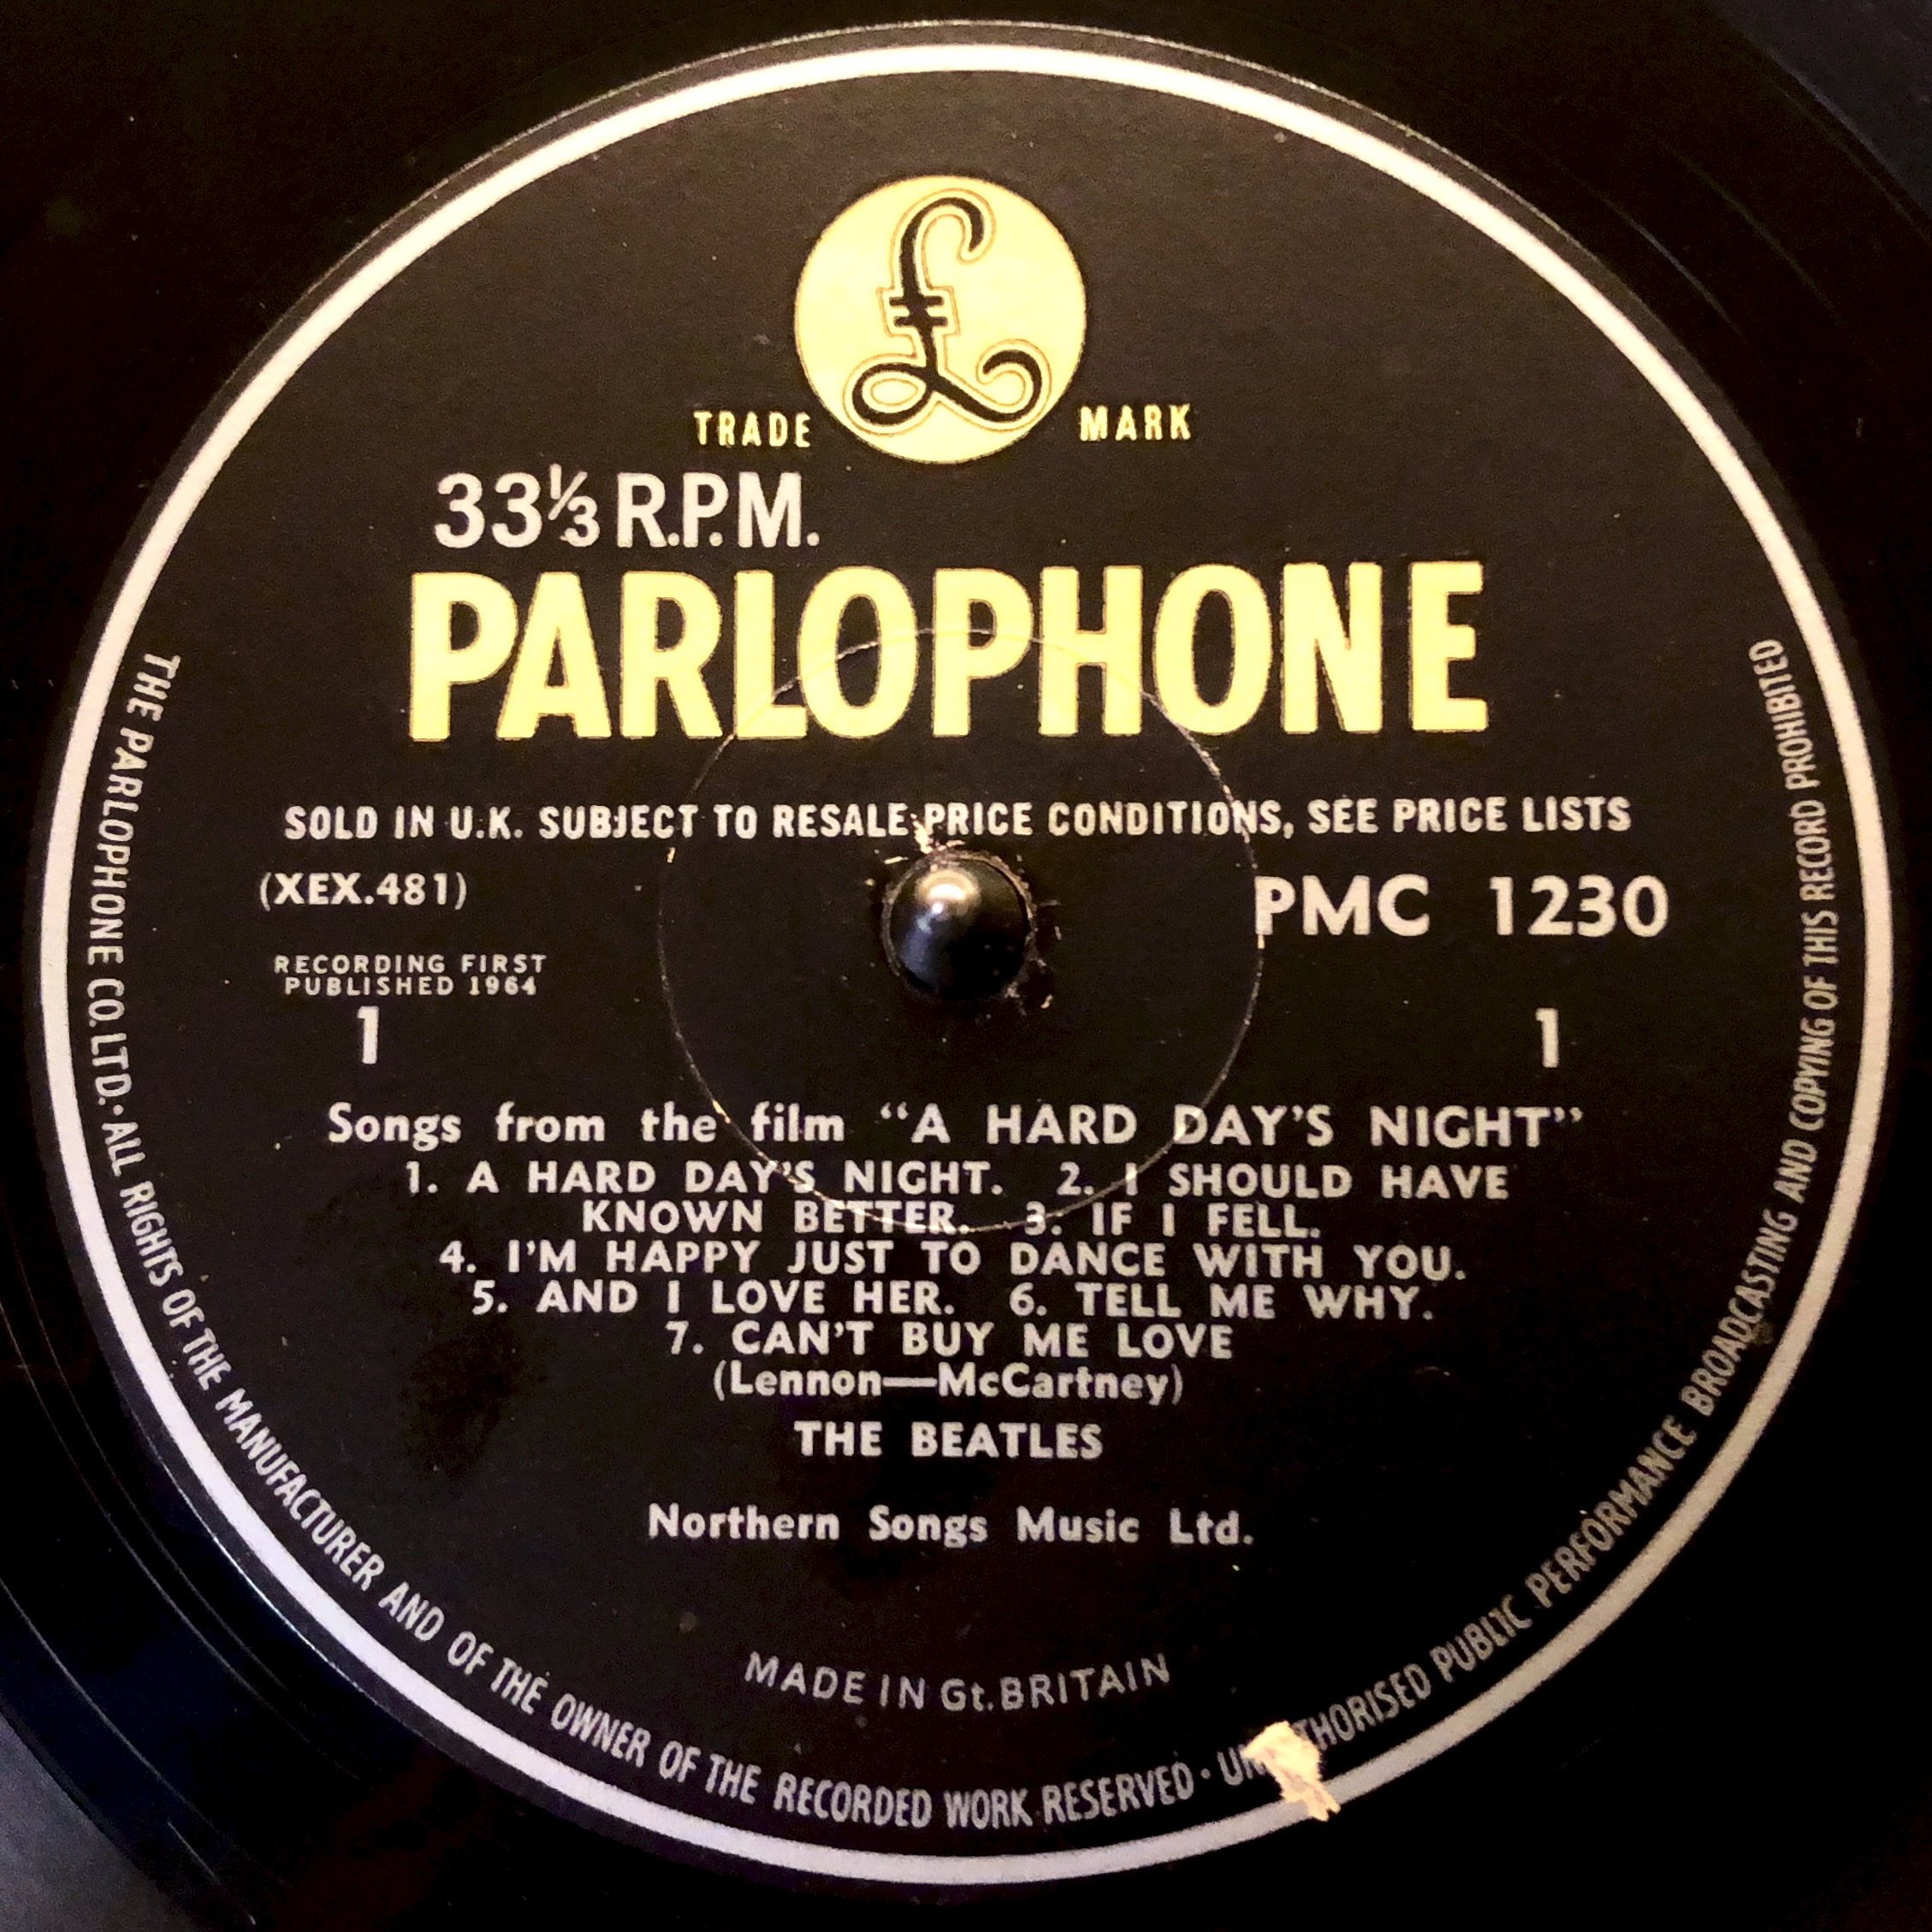 £
TRADE MARK
33⅓ R.P.M.
PARLOPHONE
SOLD IN U.K. SUBJECT TO RESALE PRICE CONDITIONS, SEE PRICE LISTS
(XEX.481) PMC 1230
RECORDING FIRST
PUBLISHED 1964
1 1
Songs from the film “A HARD DAY’S NIGHT”
1. A HARD DAY’S NIGHT. 2. I SHOULD HAVE
KNOWN BETTER. 3. IF I FELL.
4. I’M HAPPY JUST TO DANCE WITH YOU.
5. AND I LOVE HER. 6. TELL ME WHY.
7. CAN’T BUY ME LOVE
(Lennon—McCartney)
THE BEATLES
Northern Songs Music Ltd.
MADE IN Gt. BRITAIN
THE PARLOPHONE CO. LTD. · ALL RIGHTS OF THE MANUFACTURER AND OF THE OWNER OF THE RECORDED WORK RESERVED · UNAUTHORISED PUBLIC PERFORMANCE BROADCASTING AND COPYING OF THIS RECORD PROHIBITED